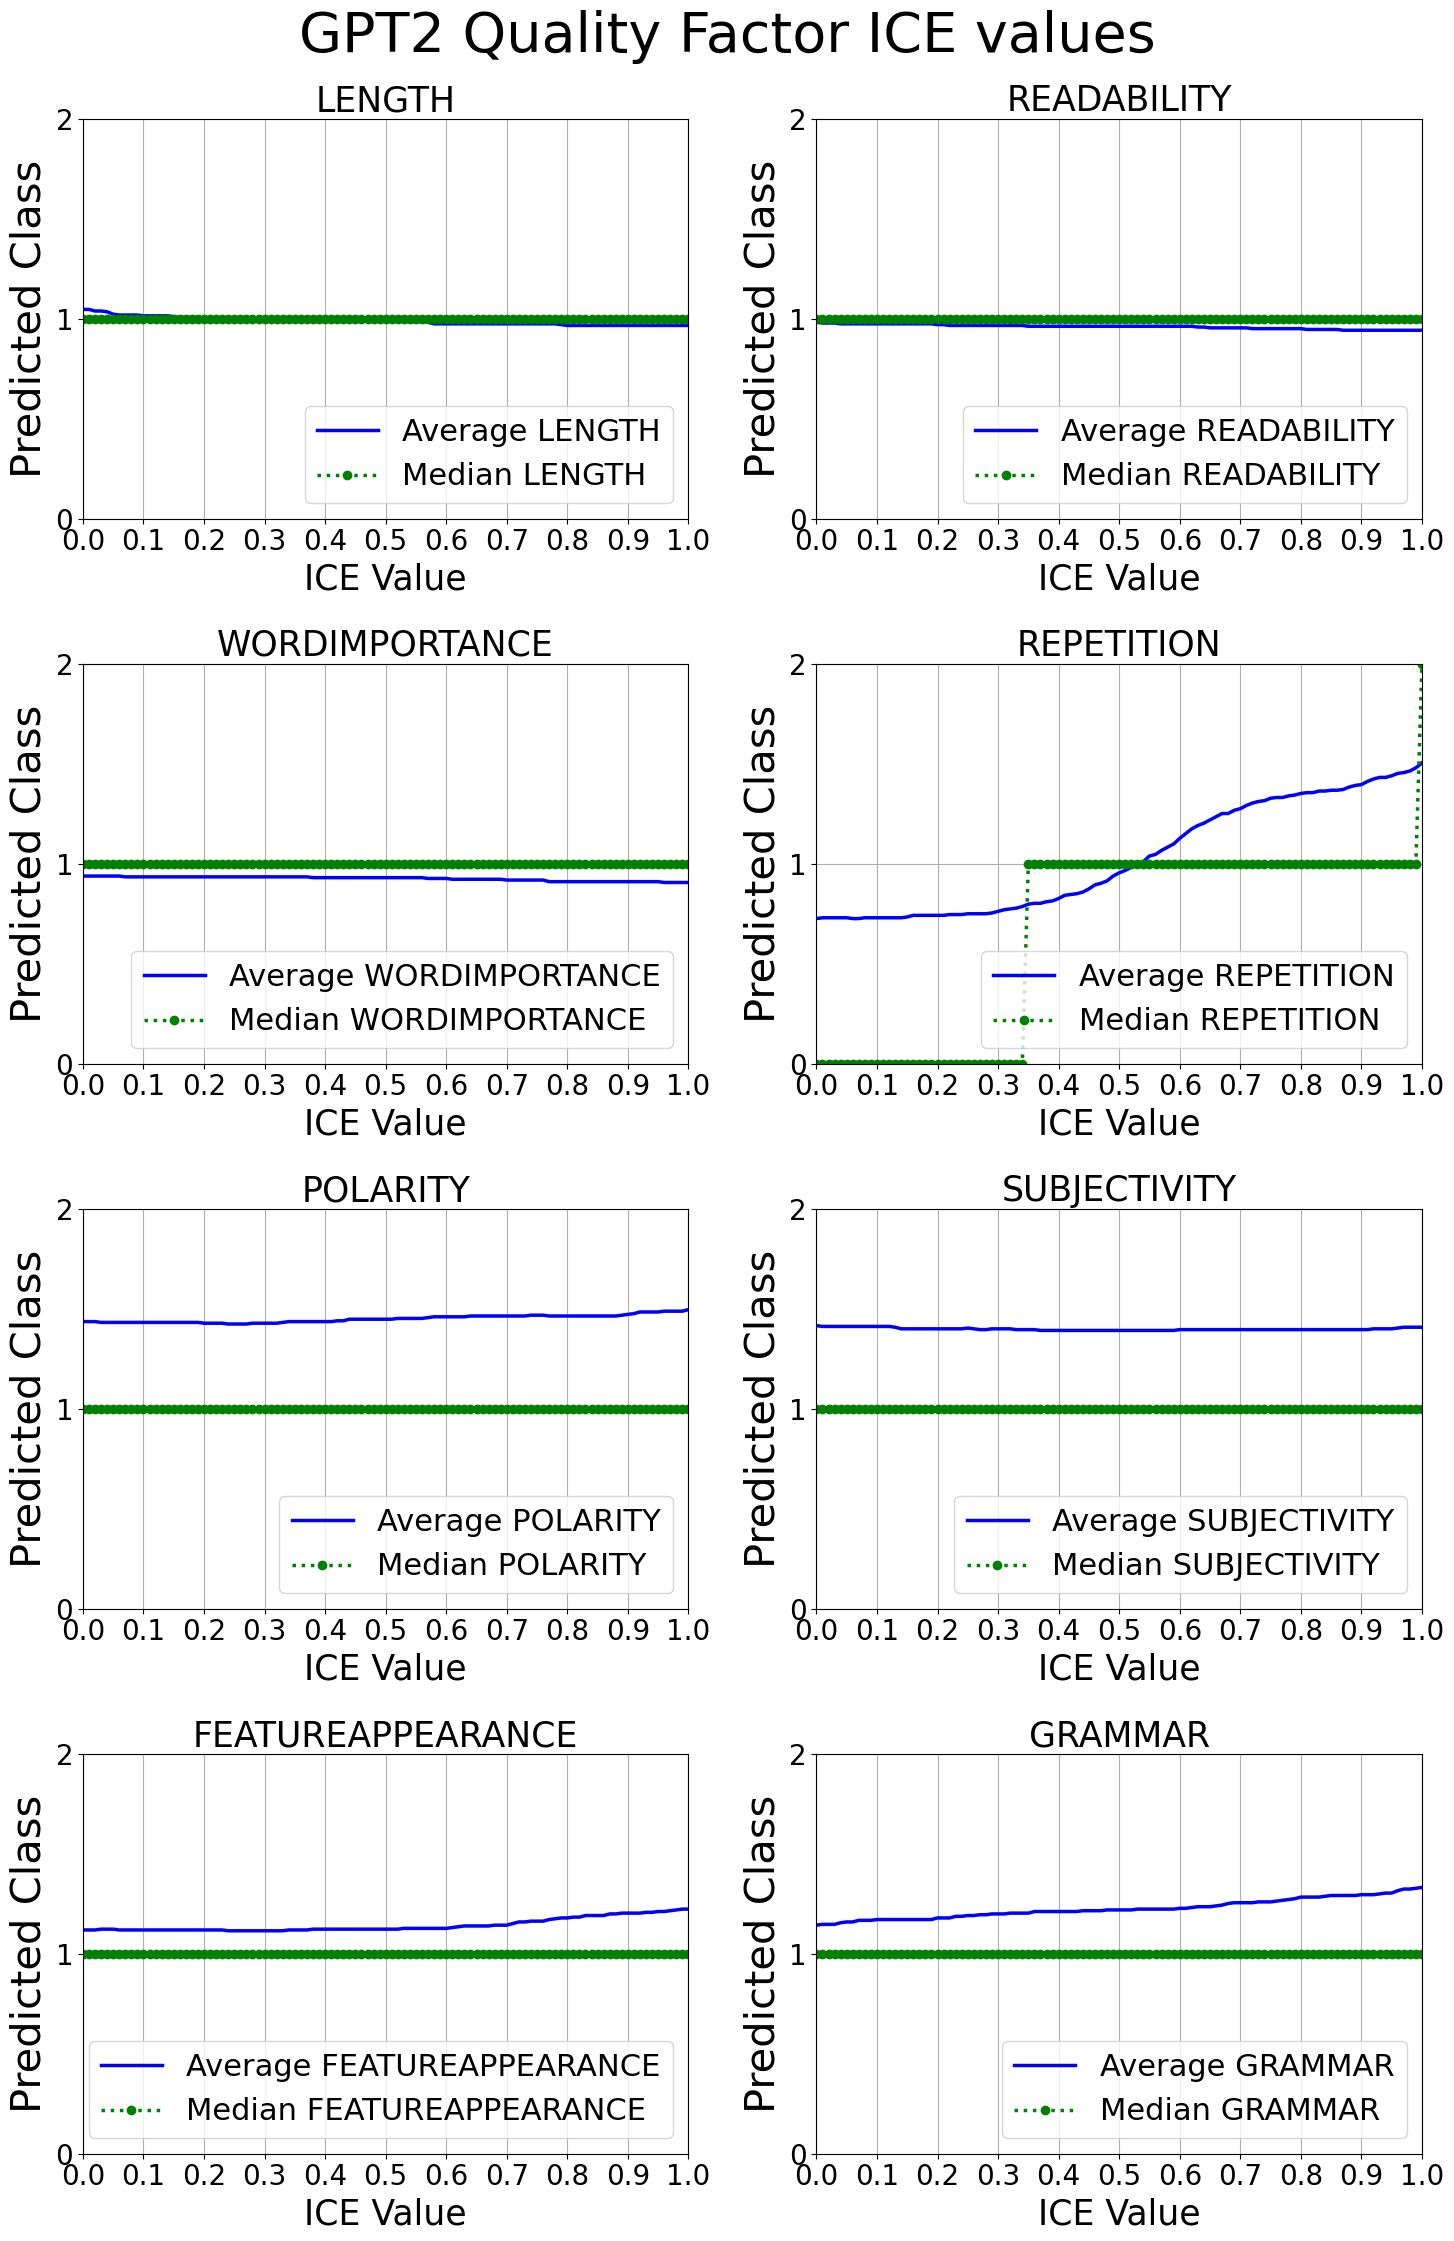 GPT2 Quality Factor ICE values
LENGTH
Predicted Class
2
1
0
Average LENGTH
Median LENGTH
0.0 0.1 0.2 0.3 0.4 0.5 0.6 0.7 0.8 0.9 1.0
ICE Value
READABILITY
Predicted Class
2
1
0
Average READABILITY
Median READABILITY
0.0 0.1 0.2 0.3 0.4 0.5 0.6 0.7 0.8 0.9 1.0
ICE Value
WORDIMPORTANCE
Predicted Class
2
1
0
Average WORDIMPORTANCE
Median WORDIMPORTANCE
0.0 0.1 0.2 0.3 0.4 0.5 0.6 0.7 0.8 0.9 1.0
ICE Value
REPETITION
Predicted Class
2
1
0
Average REPETITION
Median REPETITION
0.0 0.1 0.2 0.3 0.4 0.5 0.6 0.7 0.8 0.9 1.0
ICE Value
POLARITY
Predicted Class
2
1
0
Average POLARITY
Median POLARITY
0.0 0.1 0.2 0.3 0.4 0.5 0.6 0.7 0.8 0.9 1.0
ICE Value
SUBJECTIVITY
Predicted Class
2
1
0
Average SUBJECTIVITY
Median SUBJECTIVITY
0.0 0.1 0.2 0.3 0.4 0.5 0.6 0.7 0.8 0.9 1.0
ICE Value
FEATUREAPPEARANCE
Predicted Class
2
1
0
Average FEATUREAPPEARANCE
Median FEATUREAPPEARANCE
0.0 0.1 0.2 0.3 0.4 0.5 0.6 0.7 0.8 0.9 1.0
ICE Value
GRAMMAR
Predicted Class
2
1
0
Average GRAMMAR
Median GRAMMAR
0.0 0.1 0.2 0.3 0.4 0.5 0.6 0.7 0.8 0.9 1.0
ICE Value